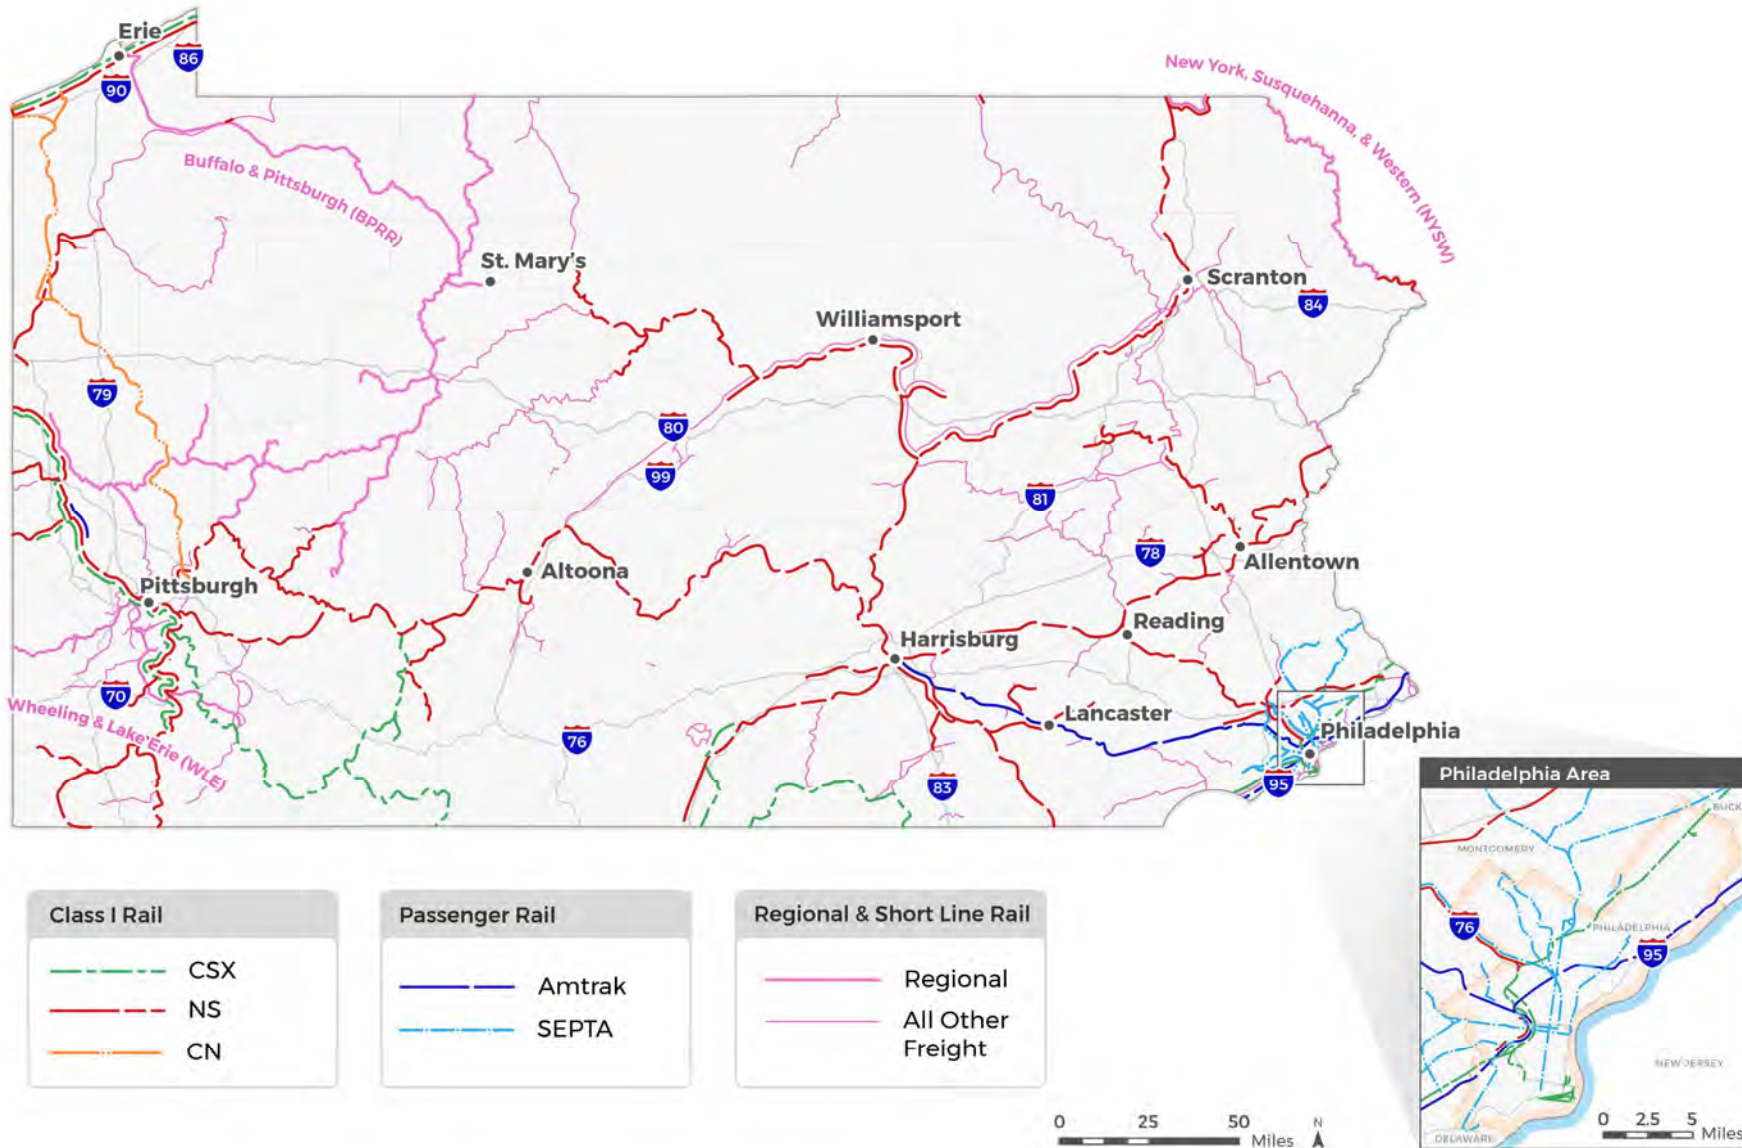 Erie
86
90
New York, Susquehanna, & Western (NYSW)
Buffalo & Pittsburgh (BPRR)
St. Mary's
Scranton
84
Williamsport
79
80
99
81
78
Allentown
Altoona
Pittsburgh
Reading
Harrisburg
70
Wheeling & Lake Erie (WLE)
Lancaster
76
Philadelphia
83
95
Philadelphia Area
BUCK
MONTGOMERY
76
PHILADELPHIA
95
NEW JERSEY
DELAWARE
0 2.5 5
Miles
Class I Rail
CSX
NS
CN
Passenger Rail
Amtrak
SEPTA
Regional & Short Line Rail
Regional
All Other
Freight
0 25 50
Miles
N